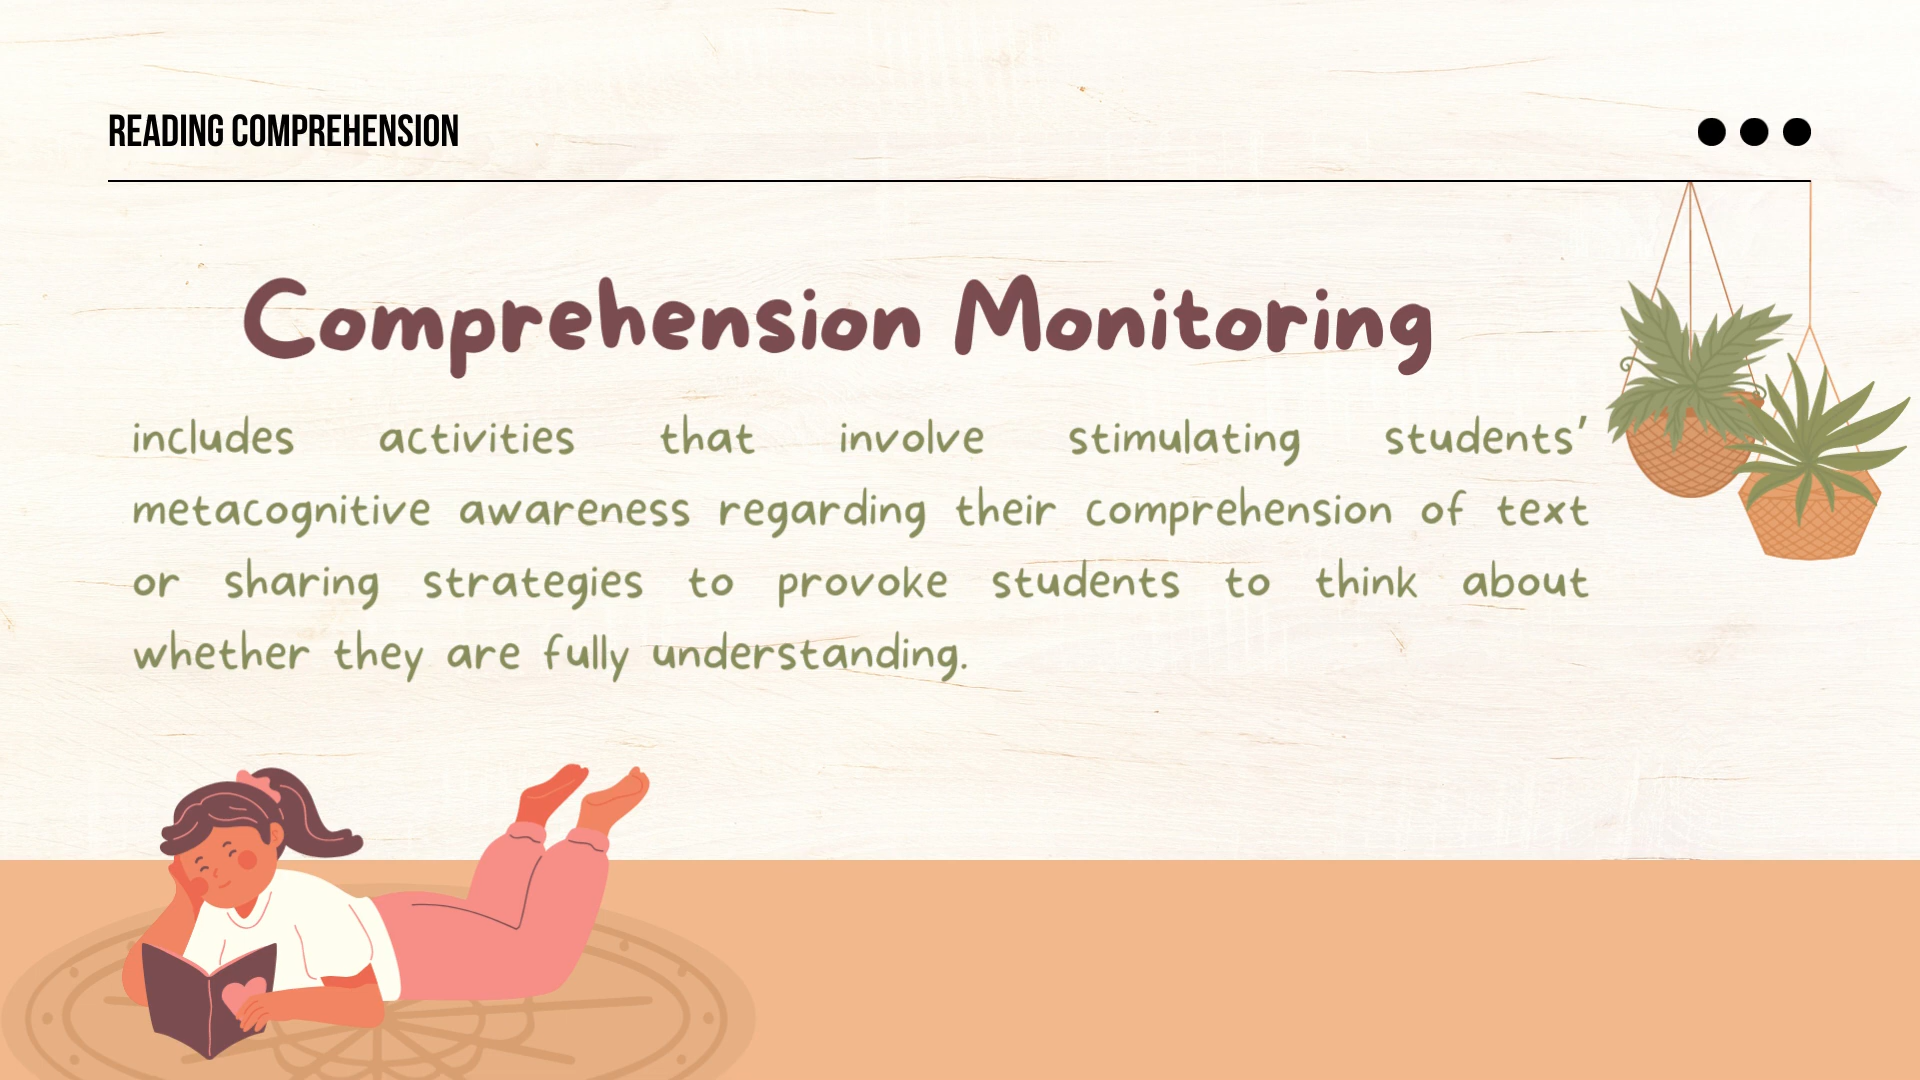 READING COMPREHENSION
Comprehension Monitoring
includes activities that involve stimulating students’
metacognitive awareness regarding their comprehension of text
or sharing strategies to provoke students to think about
whether they are fully understanding.